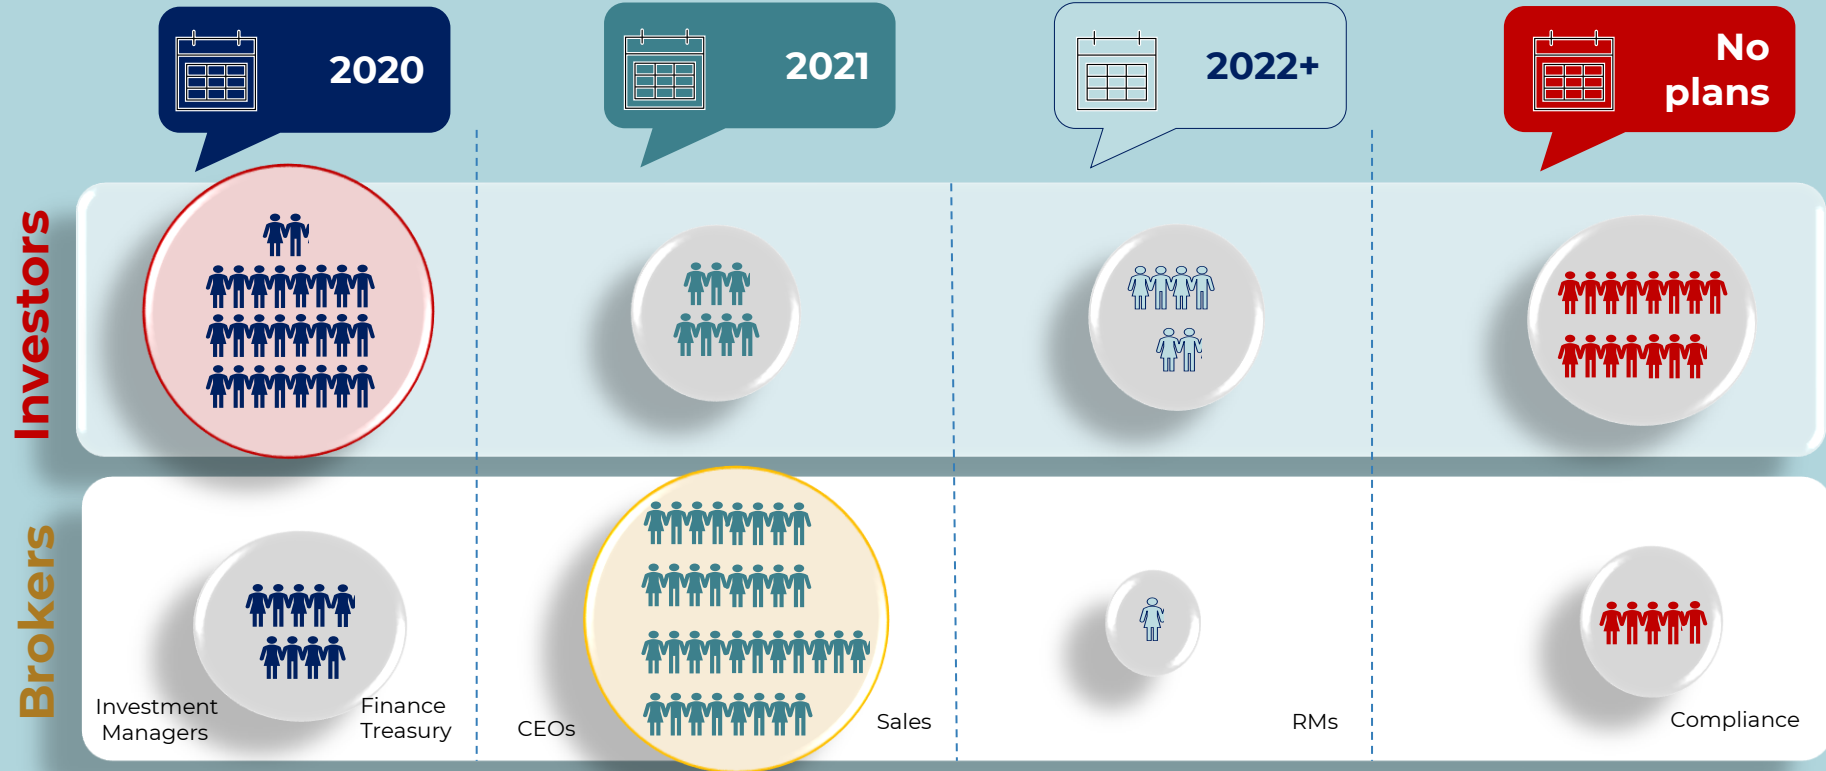 2020
2021
2022+
No
plans
Investors
Brokers
Investment
Managers
Finance
Treasury
CEOs
Sales
RMs
Compliance